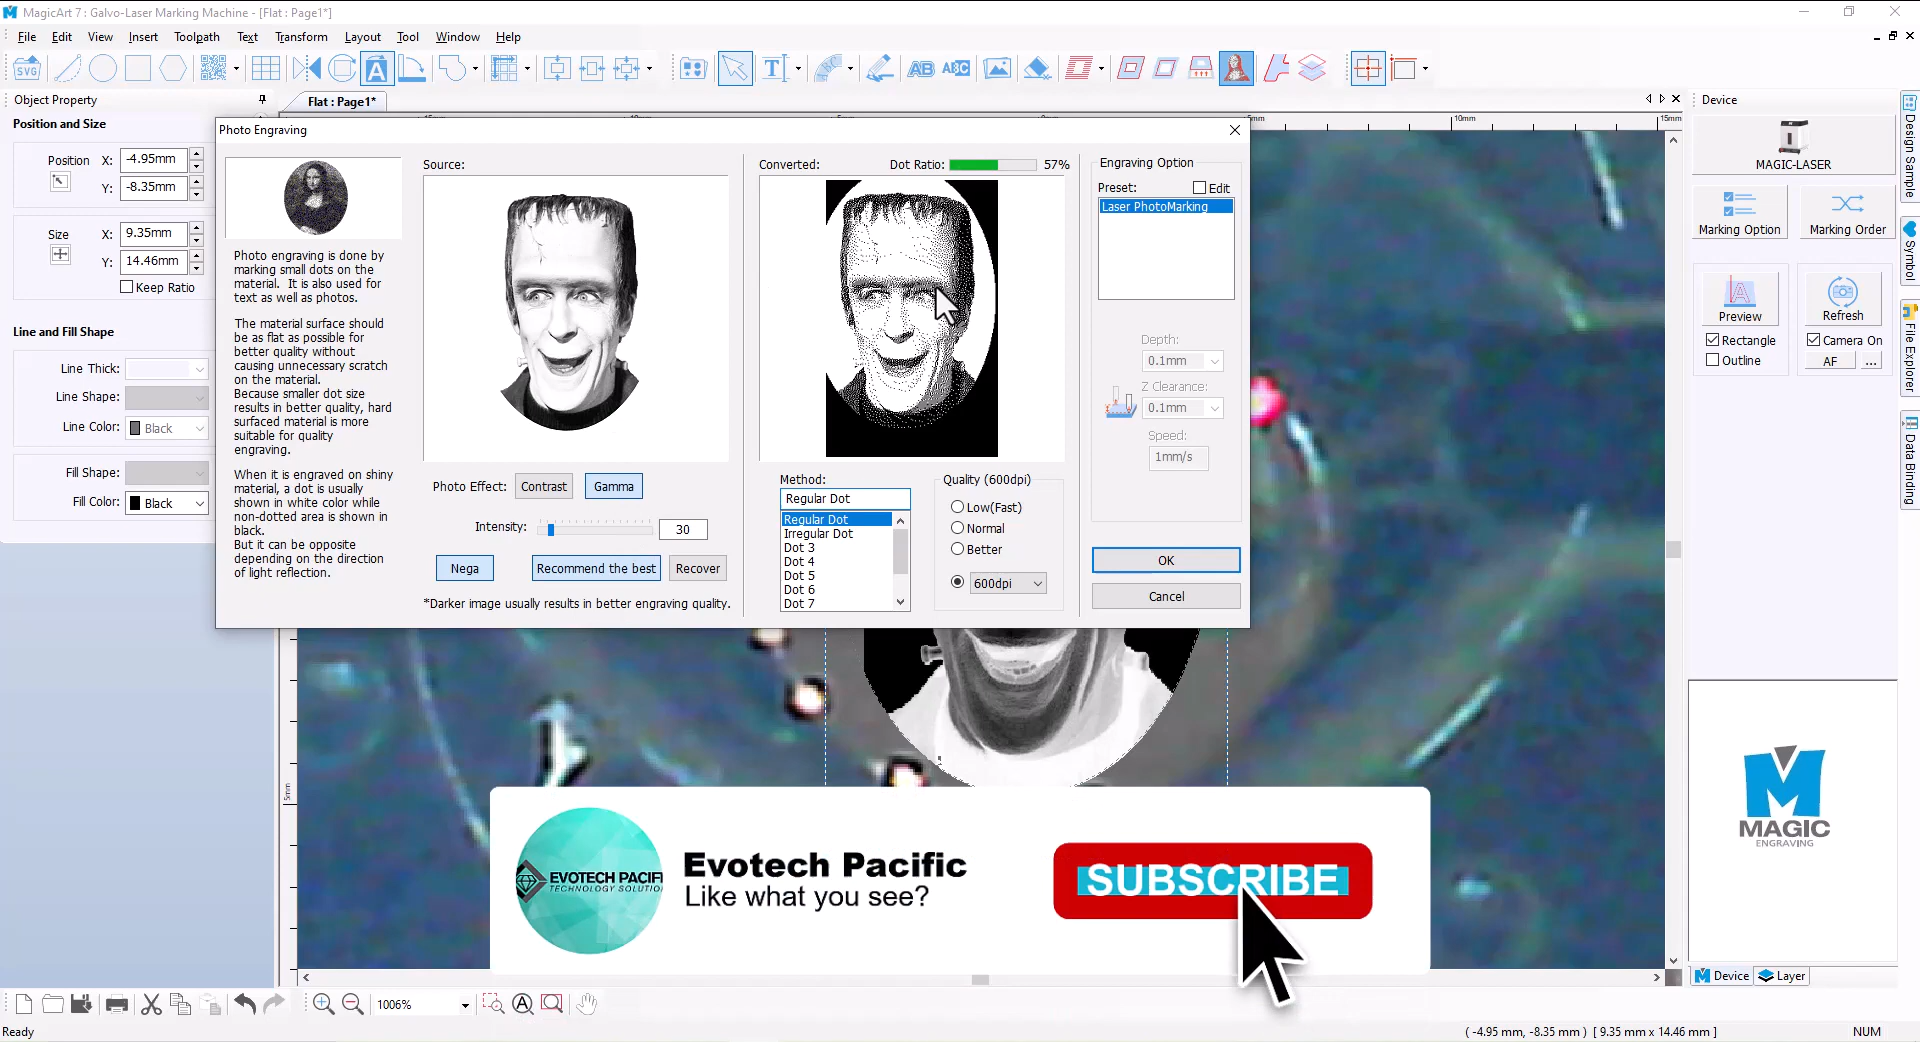 MagicArt 7 : Galvo-Laser Marking Machine - [Flat : Page1*]
File Edit View Insert Toolpath Text Transform Layout Tool Window Help
SVG
Object Property
Position and Size
Position X: -4.95mm
Y: -8.35mm
Size X: 9.35mm
Y: 14.46mm
Keep Ratio
Line and Fill Shape
Line Thick:
Line Shape:
Line Color: Black
Fill Shape:
Fill Color: Black
Flat : Page1*
10mm
15mm
Photo Engraving
Photo engraving is done by
marking small dots on the
material. It is also used for
text as well as photos.
The material surface should
be as flat as possible for
better quality without
causing unnecessary scratch
on the material.
Because smaller dot size
results in better quality, hard
surfaced material is more
suitable for quality
engraving.
When it is engraved on shiny
material, a dot is usually
shown in white color while
non-dotted area is shown in
black.
But it can be opposite
depending on the direction
of light reflection.
Source:
Photo Effect: Contrast Gamma
Intensity: 30
Nega Recommend the best Recover
*Darker image usually results in better engraving quality.
Converted: Dot Ratio: 57%
Method:
Regular Dot
Regular Dot
Irregular Dot
Dot 3
Dot 4
Dot 5
Dot 6
Dot 7
Quality (600dpi)
Low(Fast)
Normal
Better
600dpi
Engraving Option
Preset: Edit
Laser PhotoMarking
Depth:
0.1mm
Z Clearance:
0.1mm
Speed:
1mm/s
OK
Cancel
Device
MAGIC-LASER
Marking Option Marking Order
Preview Refresh
Rectangle Camera On
Outline AF ...
Design Sample
Symbol
File Explorer
Data Binding
5mm
MAGIC
ENGRAVING
Device Layer
EVOTECH PACIFI
TECHNOLOGY SOLUTIO
Evotech Pacific
Like what you see?
SUBSCRIBE
1006%
Ready
( -4.95 mm, -8.35 mm ) [ 9.35 mm x 14.46 mm ]
NUM